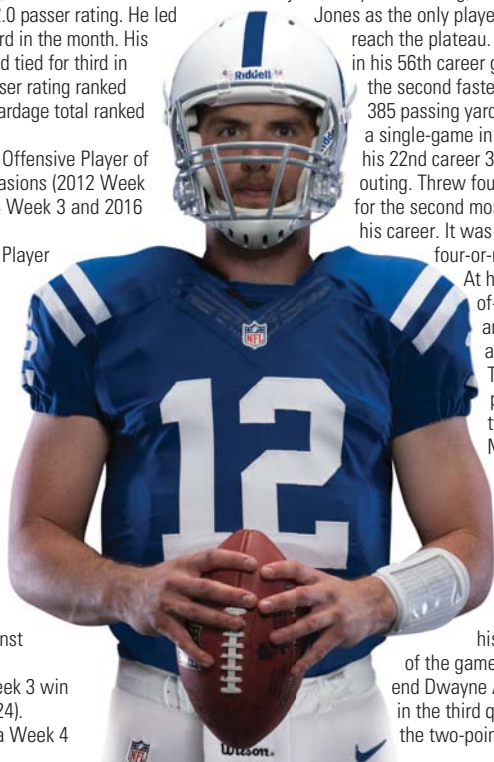 2.0 passer rating. He led
rd in the month. His
d tied for third in
ser rating ranked
ardage total ranked
Offensive Player of
asions (2012 Week
Week 3 and 2016
Player
nst
eek 3 win
24).
a Week 4
Jones as the only playe
reach the plateau.
in his 56th career g
the second faste
385 passing yard
a single-game in
his 22nd career 3
outing. Threw fou
for the second mos
his career. It was
four-or-r
At h
of-
ar
a
T
p
t
N
his
of the game
end Dwayne A
in the third q
the two-poin
Riddell
NFL
12
2
Wilson
NFL